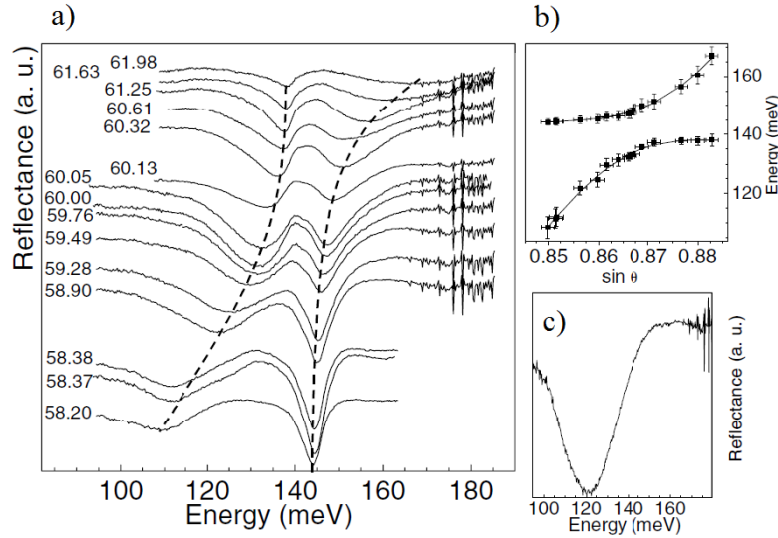 a)
Reflectance (a. u.)
61.98
61.63
61.25
60.61
60.32
60.13
60.05
60.00
59.76
59.49
59.28
58.90
58.38
58.37
58.20
100 120 140 160 180
Energy (meV)
b)
160
140
120
Energy (meV)
0.85 0.86 0.87 0.88
sin θ
c)
Reflectance (a. u.)
100 120 140 160
Energy (meV)